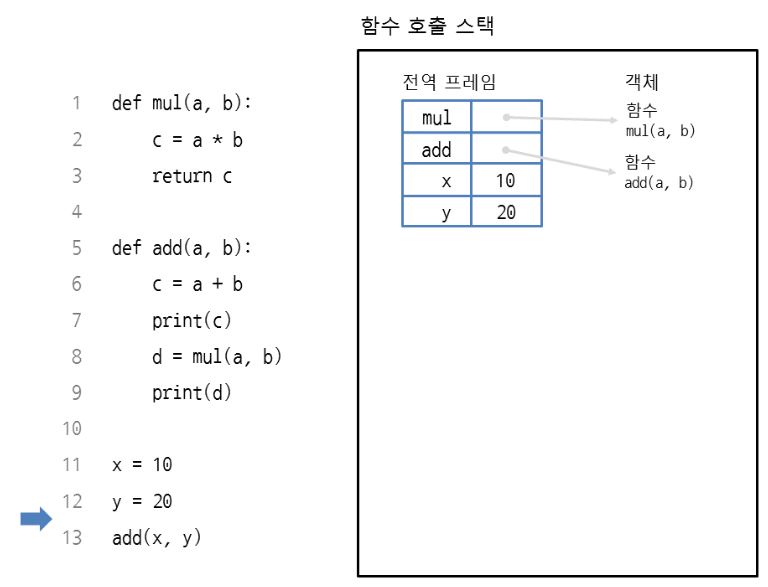 함수 호출 스택
1 def mul(a, b):
2 c = a * b
3 return c
4
5 def add(a, b):
6 c = a + b
7 print(c)
8 d = mul(a, b)
9 print(d)
10
11 x = 10
12 y = 20
13 add(x, y)
전역 프레임
mul
add
x 10
y 20
객체
함수
mul(a, b)
함수
add(a, b)